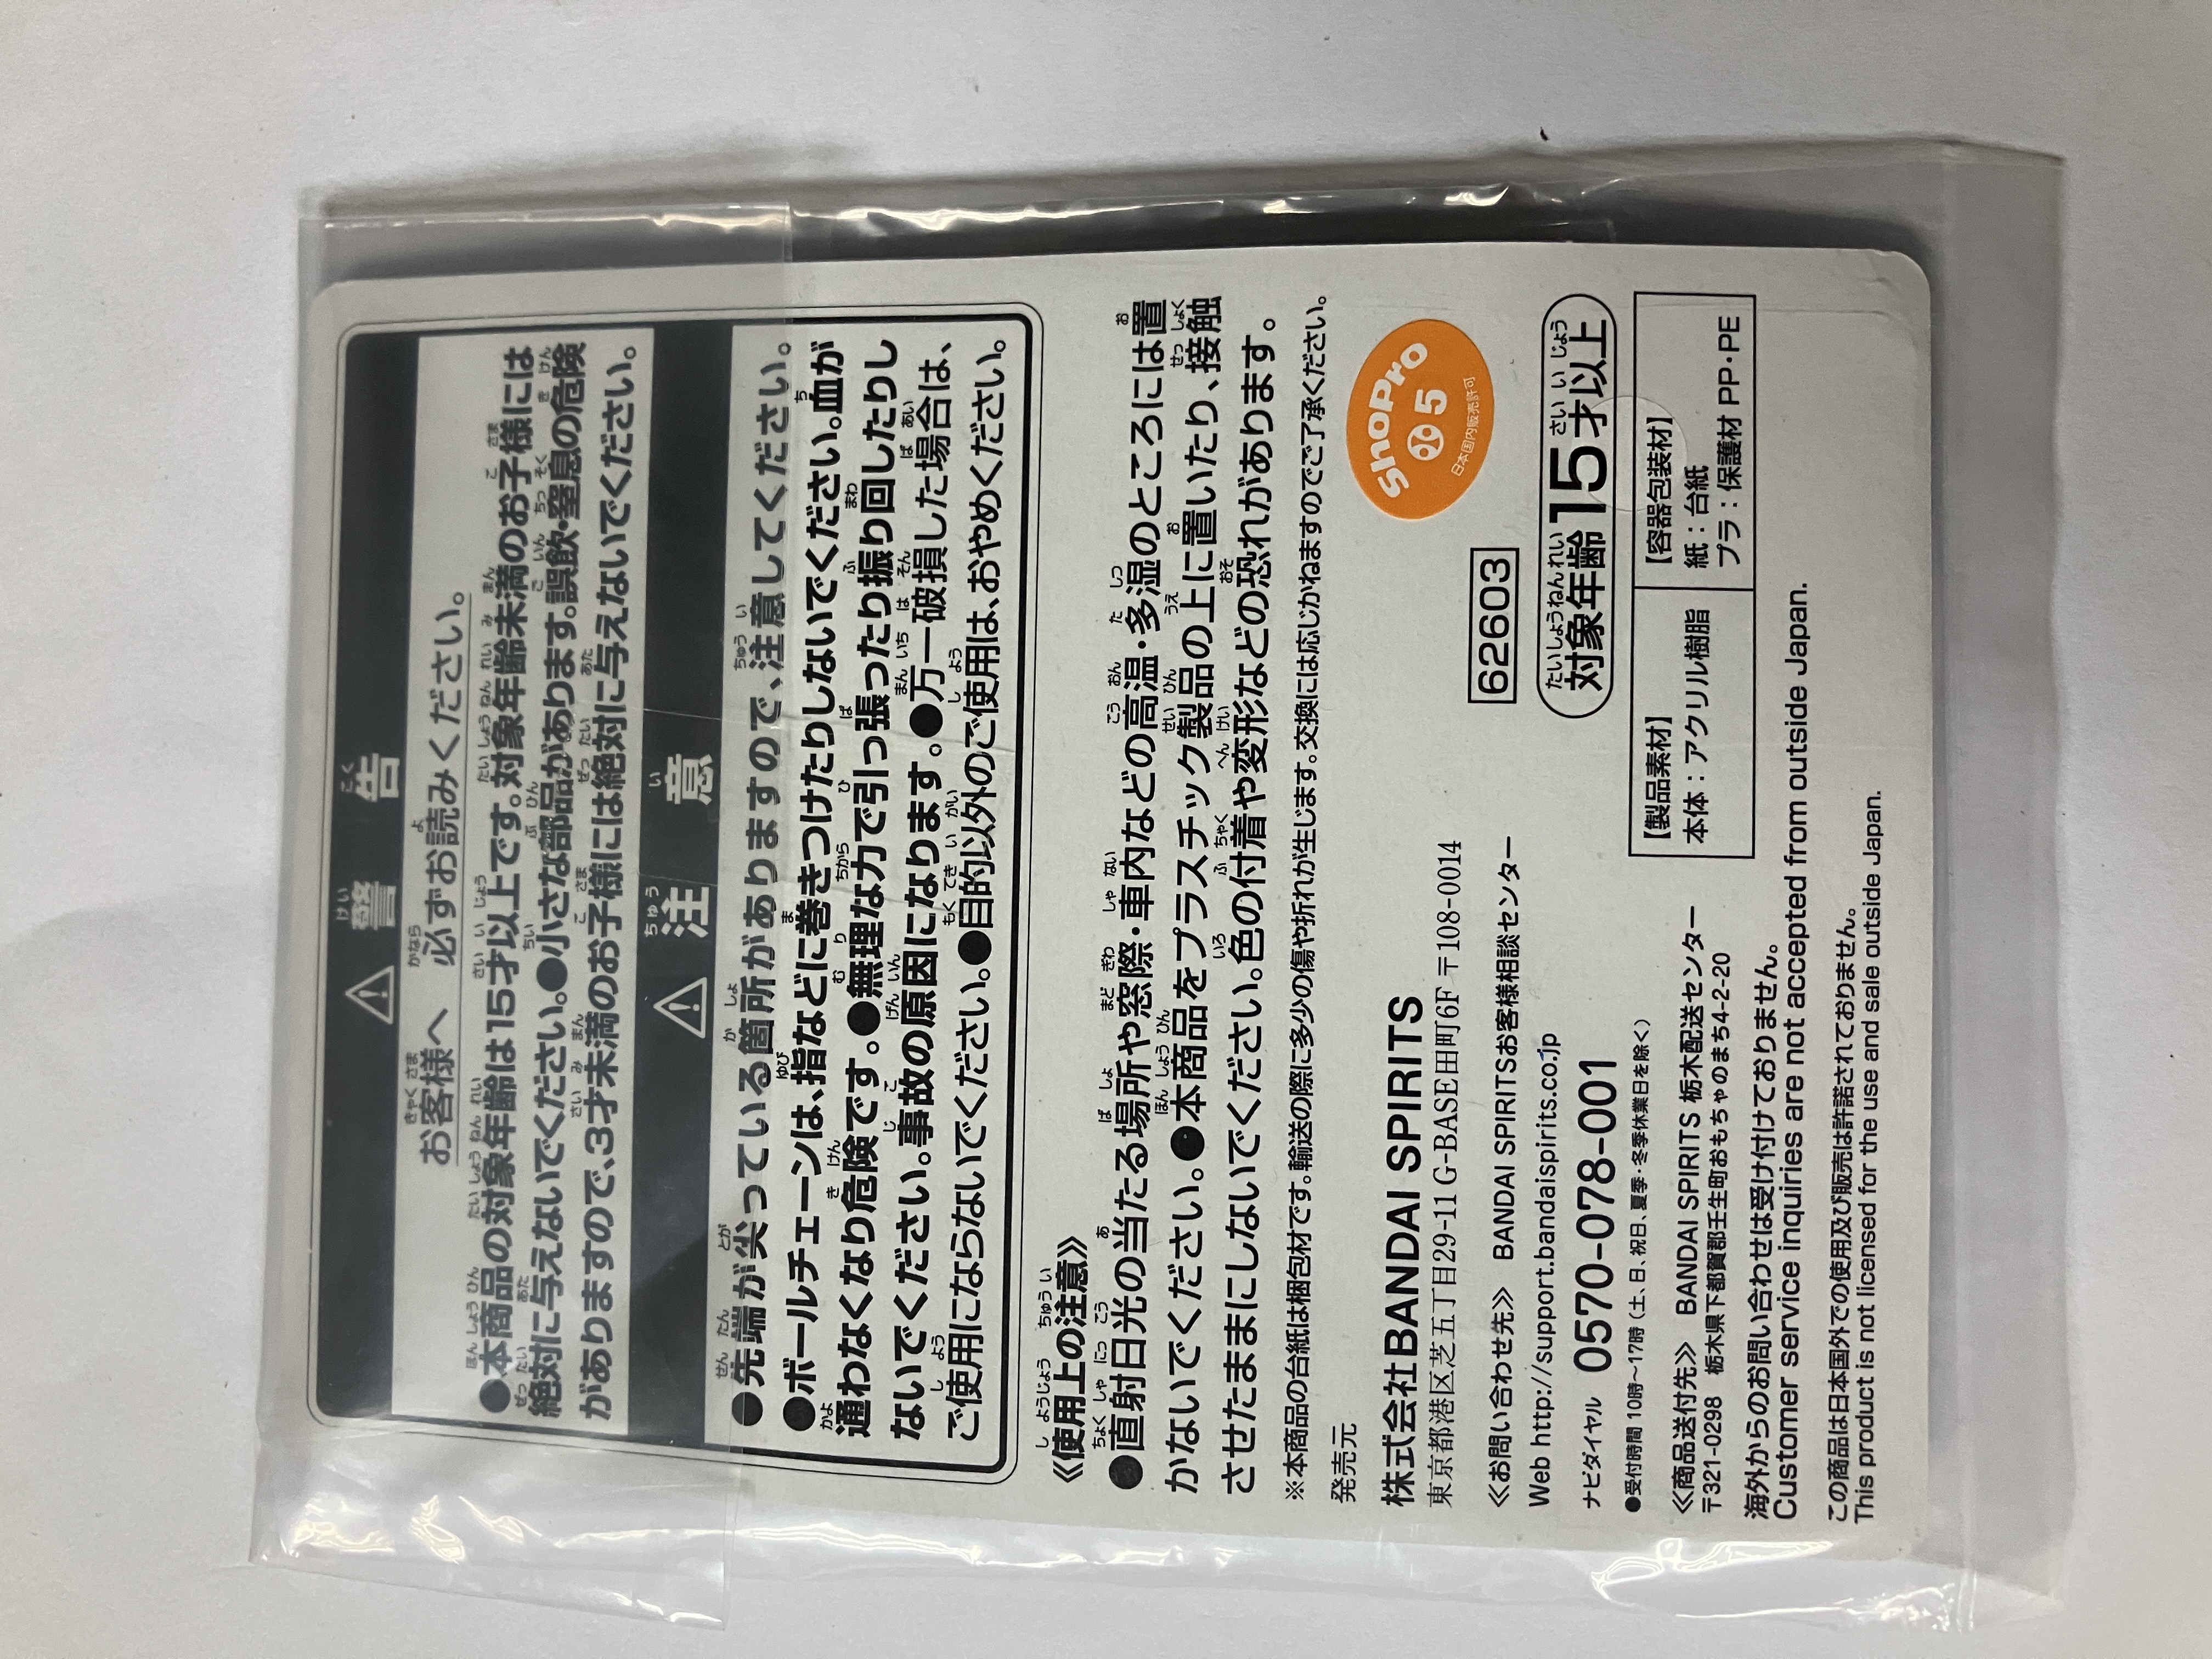 警告
お客様へ 必ずお読みください。
●本商品の対象年齢は15才以上です。対象年齢未満のお子様には
絶対に与えないでください。●小さな部品があります。誤飲・窒息の危険
がありますので、3才未満のお子様には絶対に与えないでください。
注意
●先端が尖っている箇所がありますので、注意してください。
●ボールチェーンは、指などに巻きつけたりしないでください。血が
通わなくなり危険です。●無理な力で引っ張ったり振り回したりし
ないでください。事故の原因になります。●万一破損した場合は、
ご使用にならないでください。●目的以外のご使用は、おやめください。
≪使用上の注意≫
●直射日光の当たる場所や窓際・車内などの高温・多湿のところには置
かないでください。●本商品をプラスチック製品の上に置いたり、接触
させたままにしないでください。色の付着や変形などの恐れがあります。
※本商品の台紙は梱包材です。輸送の際に多少の傷や折れが生じます。交換には応じかねますのでご了承ください。
発売元
株式会社BANDAI SPIRITS
東京都港区芝五丁目29-11 G-BASE田町6F 〒108-0014
≪お問い合わせ先≫ BANDAI SPIRITSお客様相談センター
Web http://support.bandaispirits.co.jp
ナビダイヤル 0570-078-001
●受付時間 10時～17時（土、日、祝日、夏季・冬季休業日を除く）
≪商品送付先≫ BANDAI SPIRITS 栃木配送センター
〒321-0298 栃木県下都賀郡壬生町おもちゃのまち4-2-20
海外からのお問い合わせは受け付けておりません。
Customer service inquiries are not accepted from outside Japan.
この商品は日本国外での使用及び販売は許諾されておりません。
This product is not licensed for the use and sale outside Japan.
ShoPro
小5
日本国内販売許可
62603
対象年齢15才以上
【製品素材】
本体：アクリル樹脂
【容器包装材】
紙：台紙
プラ：保護材 PP・PE